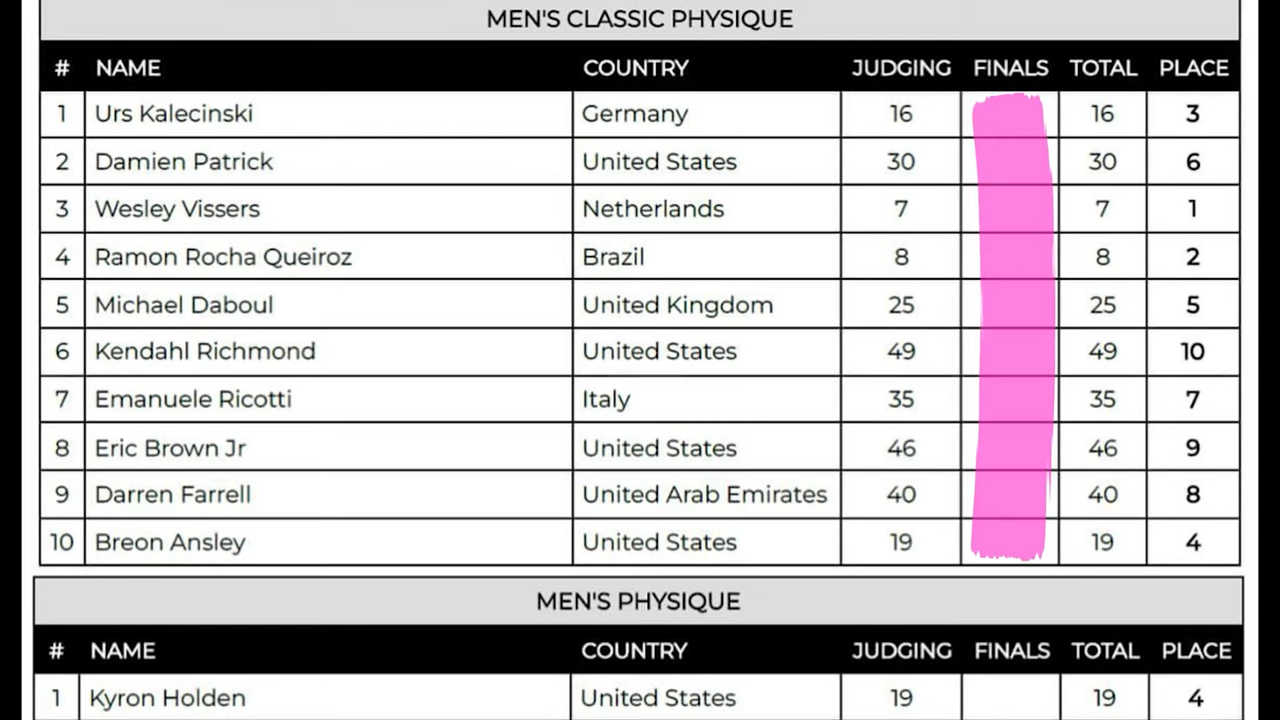 MEN'S CLASSIC PHYSIQUE
# NAME COUNTRY JUDGING FINALS TOTAL PLACE
1 Urs Kalecinski Germany 16 16 3
2 Damien Patrick United States 30 30 6
3 Wesley Vissers Netherlands 7 7 1
4 Ramon Rocha Queiroz Brazil 8 8 2
5 Michael Daboul United Kingdom 25 25 5
6 Kendahl Richmond United States 49 49 10
7 Emanuele Ricotti Italy 35 35 7
8 Eric Brown Jr United States 46 46 9
9 Darren Farrell United Arab Emirates 40 40 8
10 Breon Ansley United States 19 19 4
MEN'S PHYSIQUE
# NAME COUNTRY JUDGING FINALS TOTAL PLACE
1 Kyron Holden United States 19 19 4